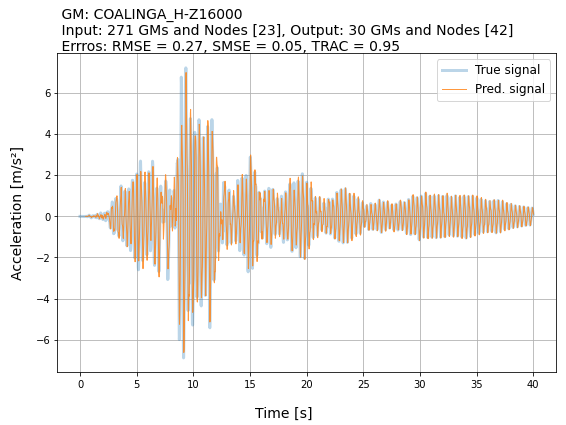 GM: COALINGA_H-Z16000
Input: 271 GMs and Nodes [23], Output: 30 GMs and Nodes [42]
Errros: RMSE = 0.27, SMSE = 0.05, TRAC = 0.95
True signal
Pred. signal
Acceleration [m/s²]
6
4
2
0
−2
−4
−6
0 5 10 15 20 25 30 35 40
Time [s]